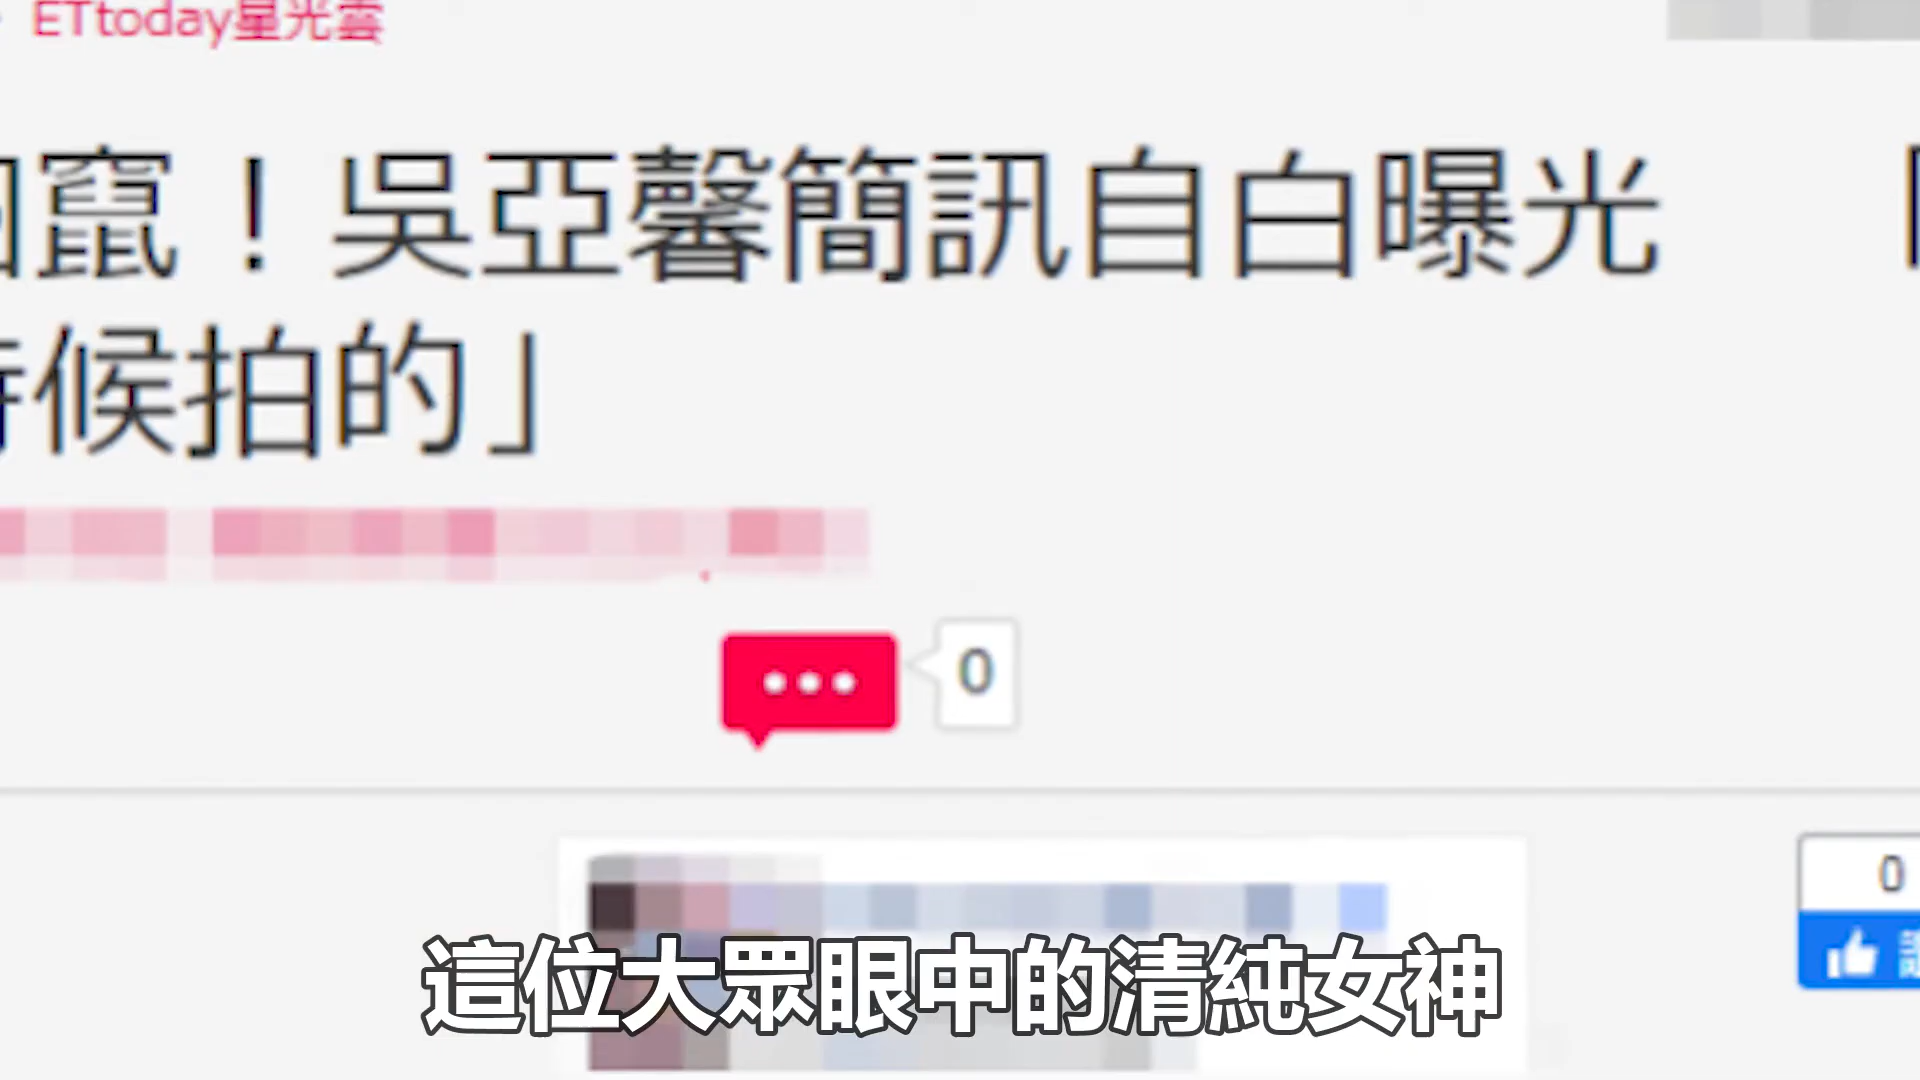 ETtoday星光雲
竄！吳亞馨簡訊自白曝光 「
時候拍的」
0
0
這位大眾眼中的清純女神